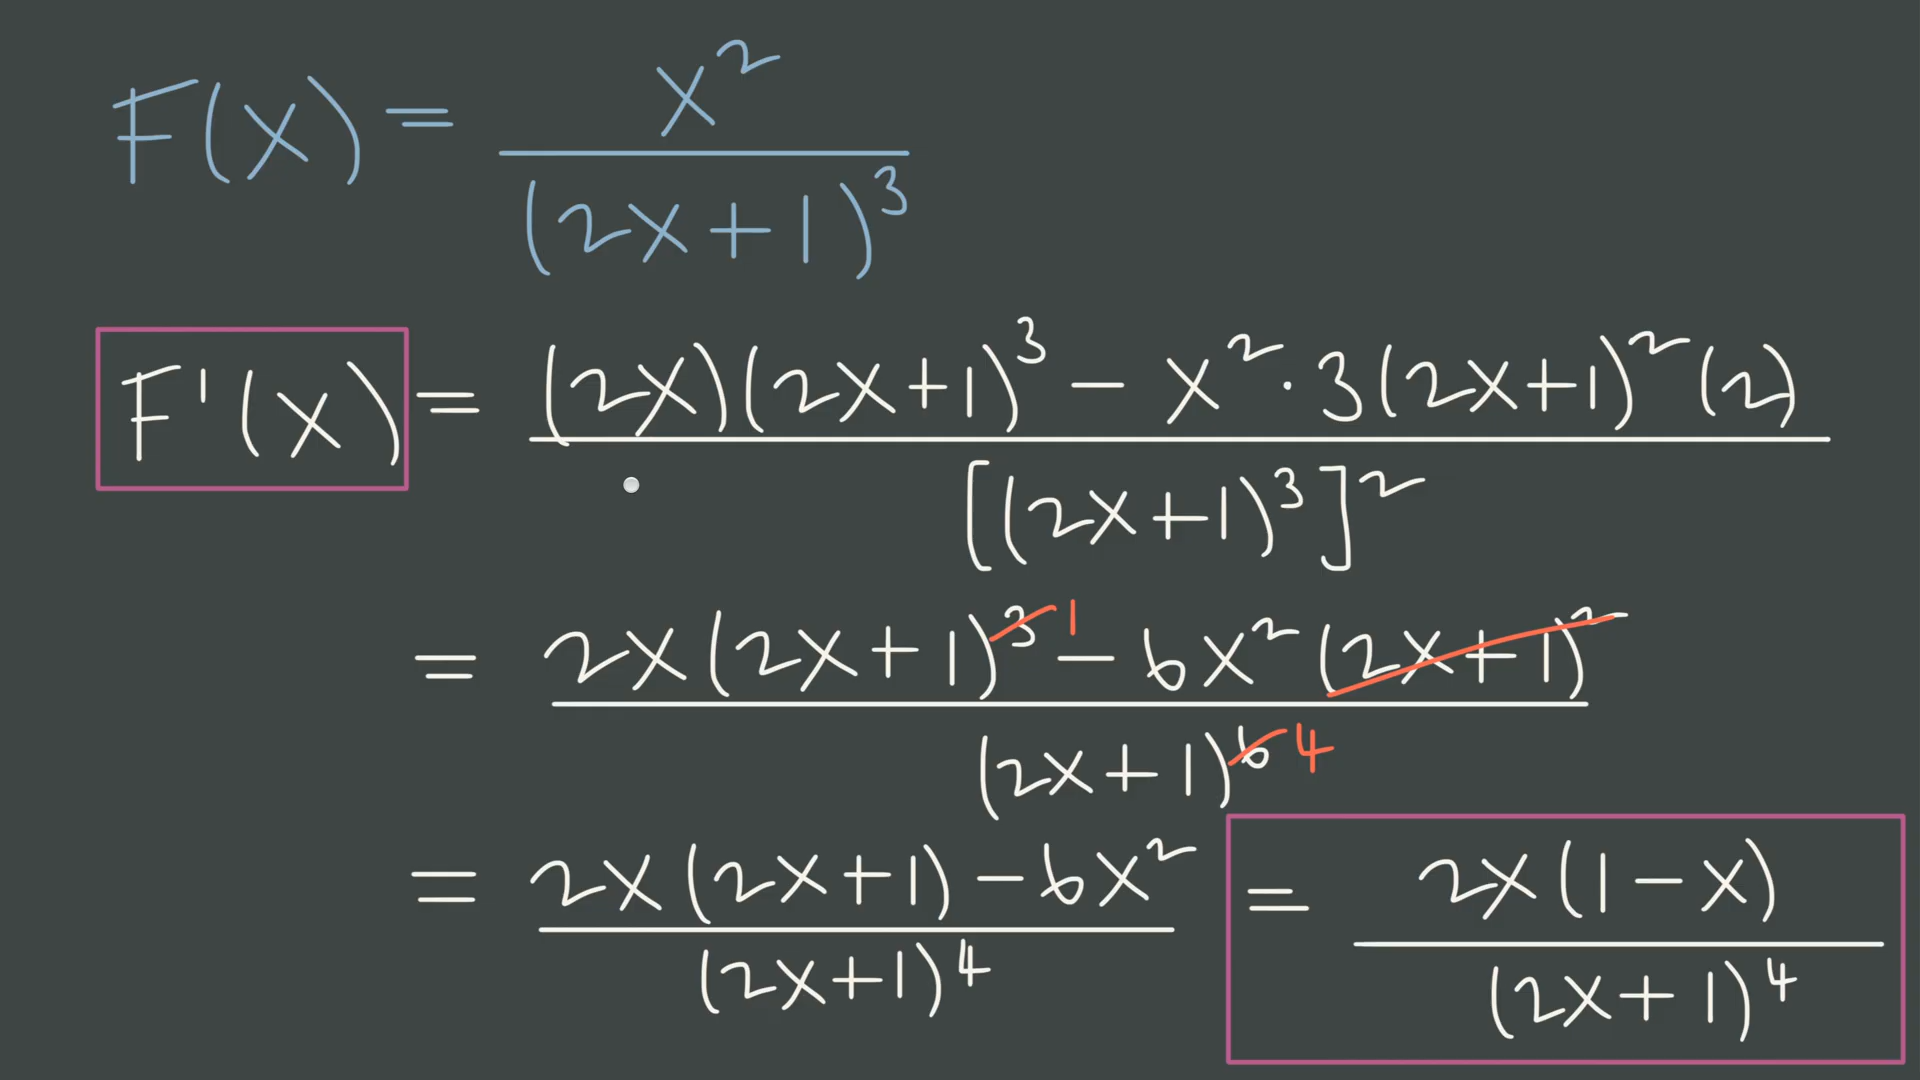 F(x) = x² / (2x+1)³
F'(x) = (2x)(2x+1)³ − x² · 3(2x+1)²(2) / [(2x+1)³]²
= 2x(2x+1)³ 1 − 6x²(2x+1)² / (2x+1)⁶ 4
= 2x(2x+1) − 6x² / (2x+1)⁴ = 2x(1−x) / (2x+1)⁴